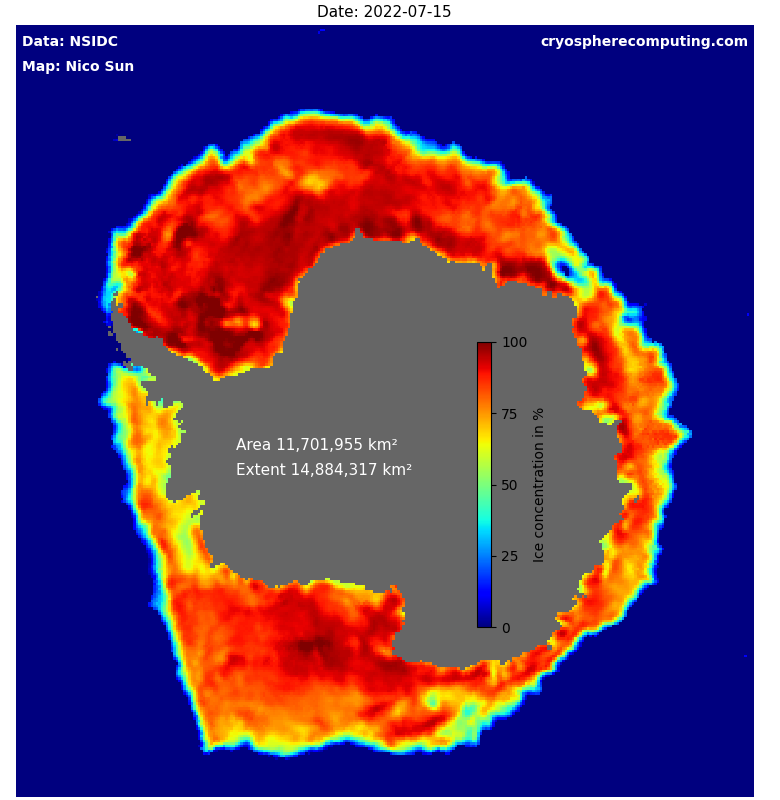 Date: 2022-07-15
Data: NSIDC
cryospherecomputing.com
Map: Nico Sun
Area 11,701,955 km²
Extent 14,884,317 km²
100
75
50
25
0
Ice concentration in %